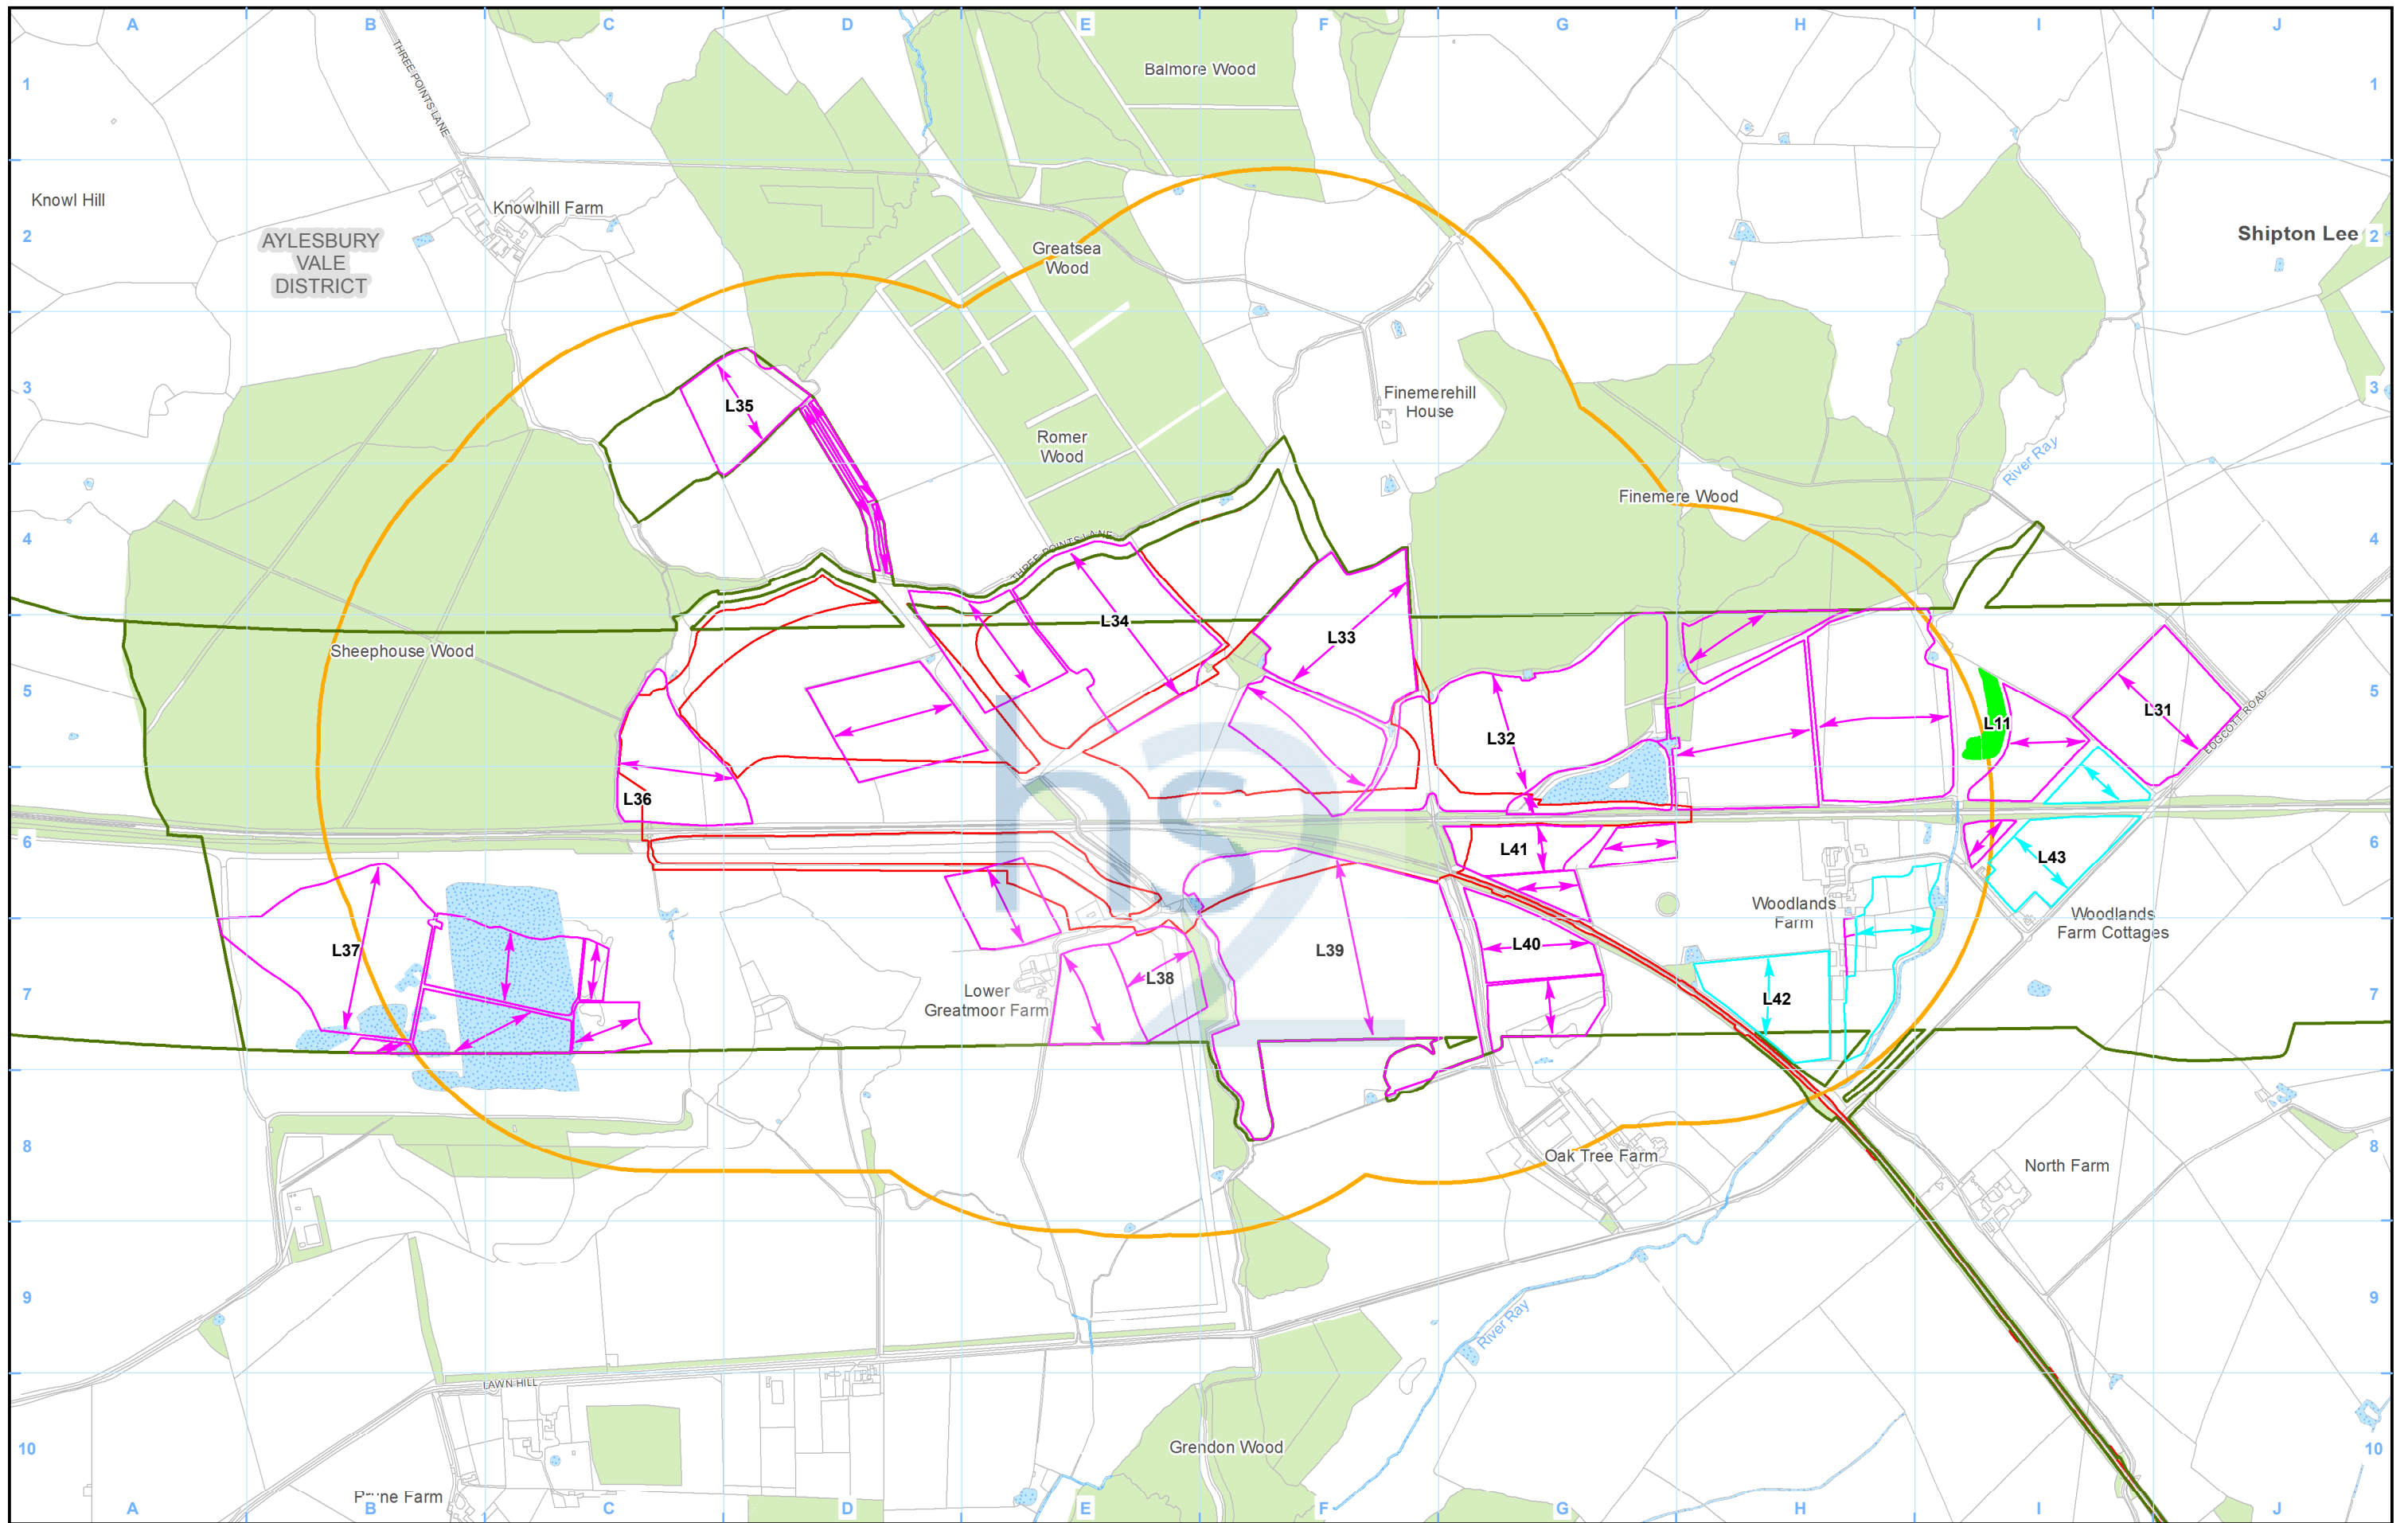 A B C D E F G H I J
THREE POINTS LANE
Balmore Wood
1 1
Knowl Hill
Knowlhill Farm
AYLESBURY
VALE
DISTRICT
2 2
Greatsea
Wood
Shipton Lee
3 3
L35
Finemerehill
House
Romer
Wood
River Ray
Finemere Wood
4 4
THREE POINTS LANE
L34
L33
Sheephouse Wood
5 5
L32
L11
L31
EDGCOTT ROAD
L36
hs2
6 6
L41
L43
Woodlands
Farm
Woodlands
Farm Cottages
L37
L38
L39
L40
L42
7 7
Lower
Greatmoor Farm
8 8
Oak Tree Farm
North Farm
9 9
River Ray
LAWN HILL
10 10
Grendon Wood
Prune Farm
A B C D E F G H I J